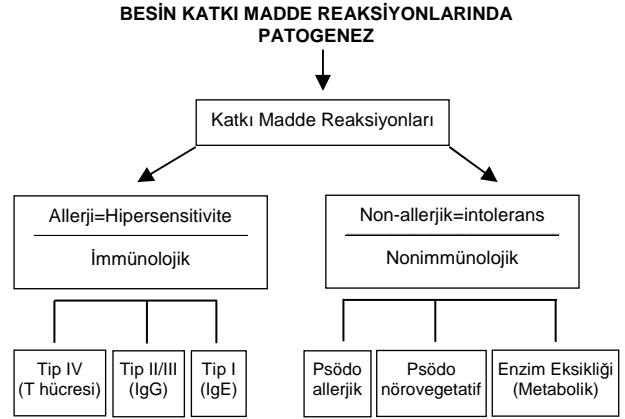 BESİN KATKI MADDE REAKSİYONLARINDA
PATOGENEZ
Katkı Madde Reaksiyonları
Allerji=Hipersensitivite
İmmünolojik
Non-allerjik=intolerans
Nonimmünolojik
Tip IV
(T hücresi)
Tip II/III
(IgG)
Tip I
(IgE)
Psödo
allerjik
Psödo
nörovegetatif
Enzim Eksikliği
(Metabolik)